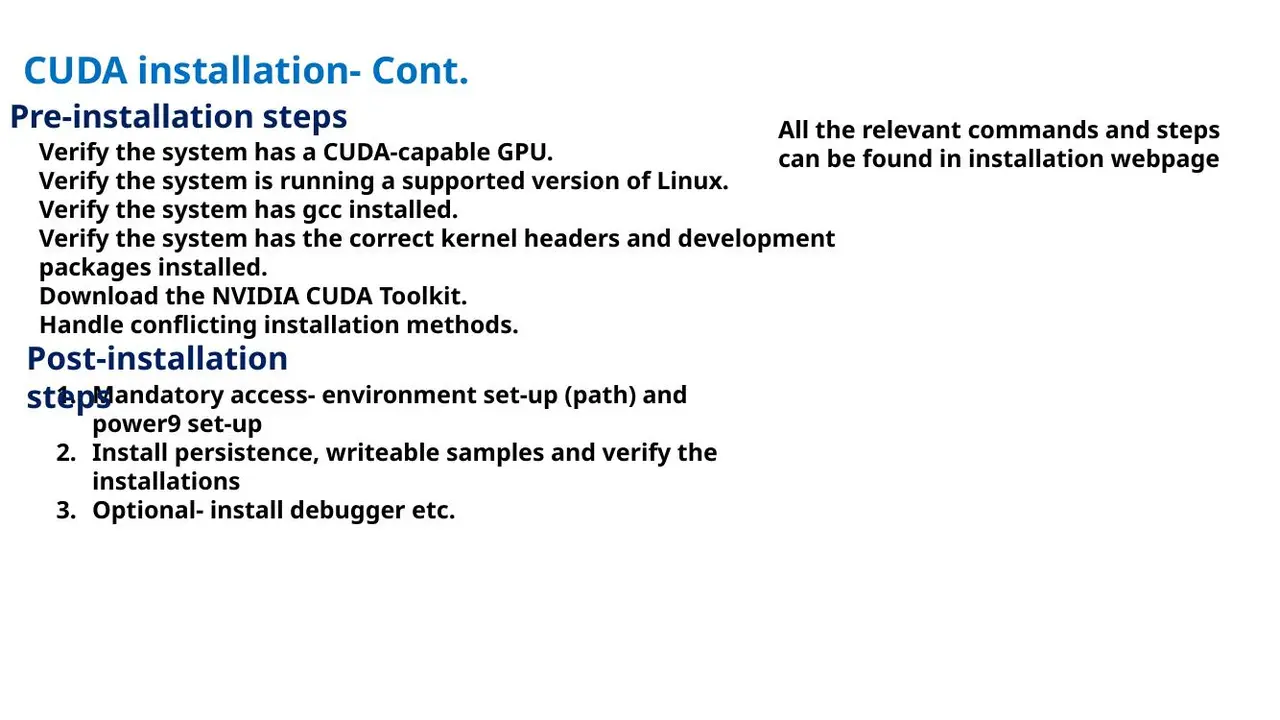 CUDA installation- Cont.
Pre-installation steps
Verify the system has a CUDA-capable GPU.
Verify the system is running a supported version of Linux.
Verify the system has gcc installed.
Verify the system has the correct kernel headers and development
packages installed.
Download the NVIDIA CUDA Toolkit.
Handle conflicting installation methods.
All the relevant commands and steps
can be found in installation webpage
Post-installation
steps
1. Mandatory access- environment set-up (path) and
power9 set-up
2. Install persistence, writeable samples and verify the
installations
3. Optional- install debugger etc.